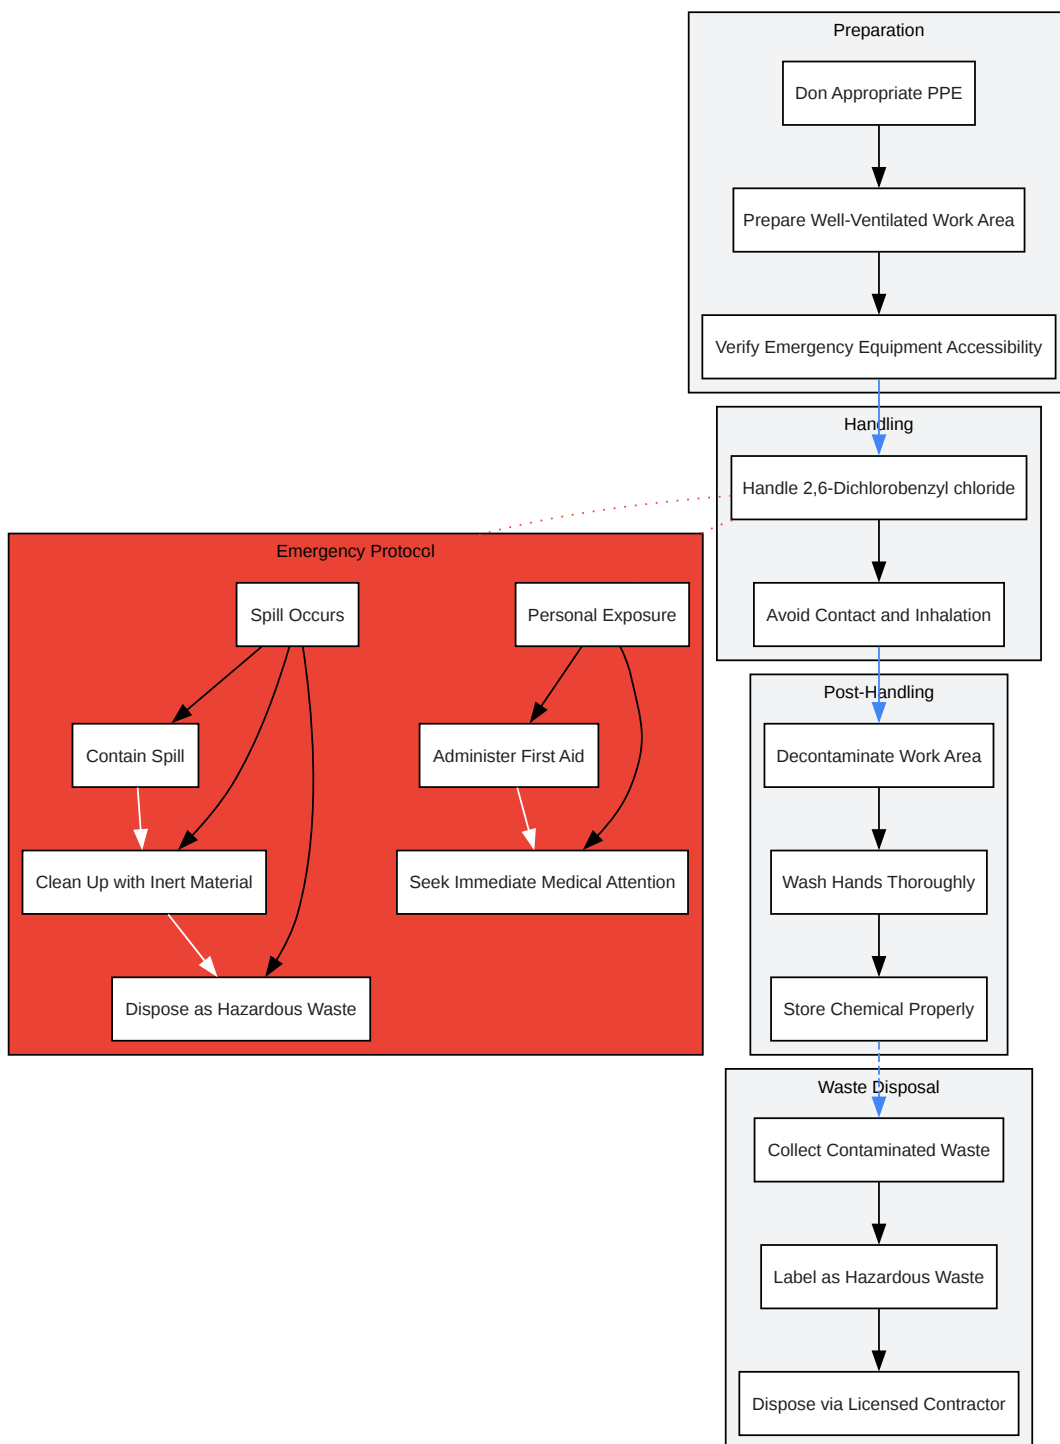 Preparation
Don Appropriate PPE
Prepare Well-Ventilated Work Area
Verify Emergency Equipment Accessibility
Handling
Handle 2,6-Dichlorobenzyl chloride
Avoid Contact and Inhalation
Emergency Protocol
Spill Occurs
Personal Exposure
Contain Spill
Administer First Aid
Clean Up with Inert Material
Seek Immediate Medical Attention
Dispose as Hazardous Waste
Post-Handling
Decontaminate Work Area
Wash Hands Thoroughly
Store Chemical Properly
Waste Disposal
Collect Contaminated Waste
Label as Hazardous Waste
Dispose via Licensed Contractor